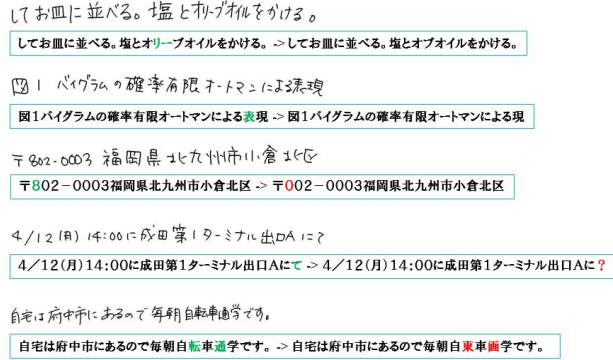 してお皿に並べる。塩とオリーブオイルをかける。
してお皿に並べる。塩とオリーブオイルをかける。 -> してお皿に並べる。塩とオブオイルをかける。
図1 バイグラムの確率有限オートマンによる表現
図1バイグラムの確率有限オートマンによる表現 -> 図1バイグラムの確率有限オートマンによる現
〒802-0003 福岡県北九州市小倉北区
〒802－0003福岡県北九州市小倉北区 -> 〒002－0003福岡県北九州市小倉北区
4/12(月)14:00に成田第1ターミナル出口Aにて
4／12(月)14:00に成田第1ターミナル出口Aにて -> 4／12(月)14:00に成田第1ターミナル出口Aに？
自宅は府中市にあるので毎朝自転車通学です。
自宅は府中市にあるので毎朝自転車通学です。 -> 自宅は府中市にあるので毎朝自東車画学です。